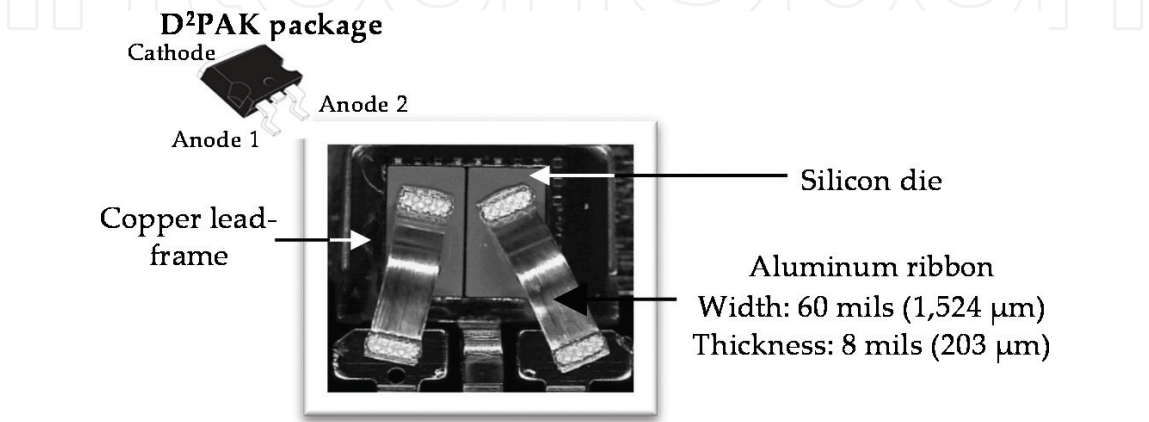 D²PAK package
Cathode
Anode 2
Anode 1
Silicon die
Copper lead-
frame
Aluminum ribbon
Width: 60 mils (1,524 µm)
Thickness: 8 mils (203 µm)